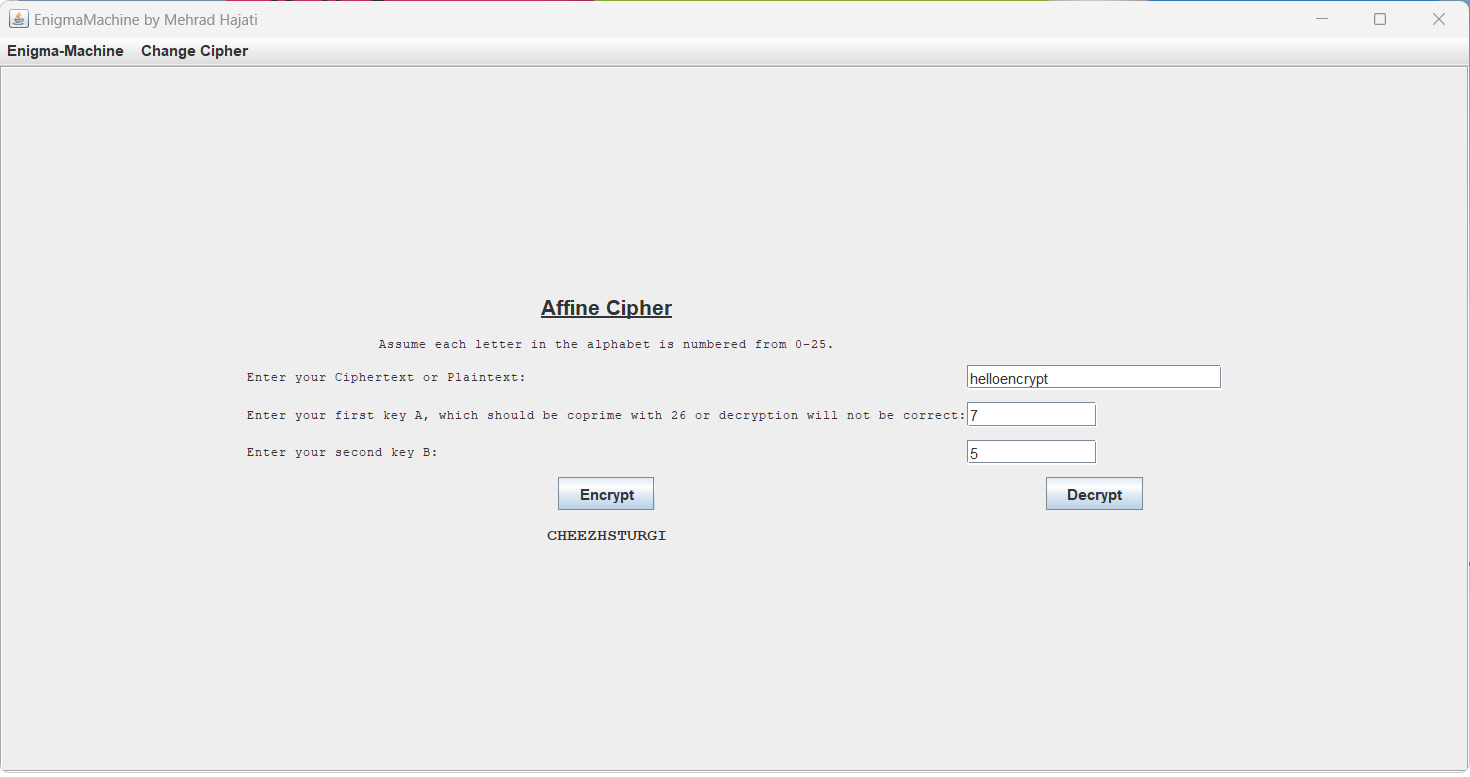 EnigmaMachine by Mehrad Hajati
Enigma-Machine Change Cipher
Affine Cipher
Assume each letter in the alphabet is numbered from 0-25.
Enter your Ciphertext or Plaintext: helloencrypt
Enter your first key A, which should be coprime with 26 or decryption will not be correct: 7
Enter your second key B: 5
Encrypt Decrypt
CHEEZHSTURGI